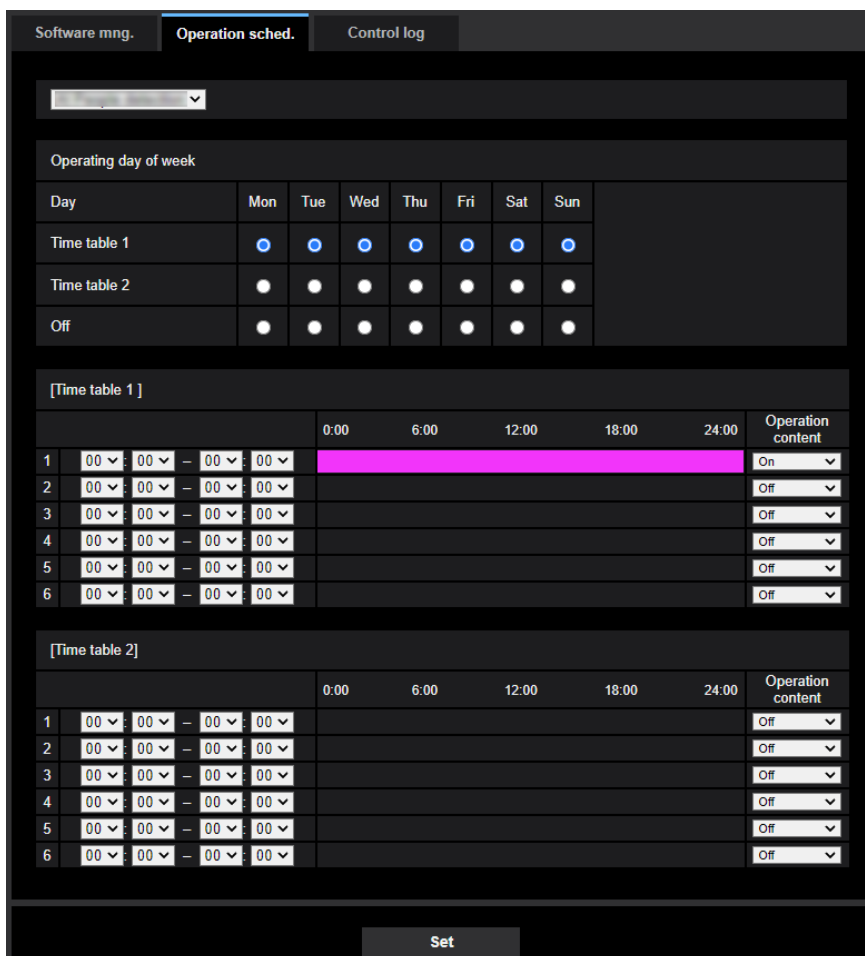 Software mng. Operation sched. Control log
Operating day of week
Day Mon Tue Wed Thu Fri Sat Sun
Time table 1
Time table 2
Off
[Time table 1 ]
0:00 6:00 12:00 18:00 24:00 Operation content
1 00 : 00 – 00 : 00 On
2 00 : 00 – 00 : 00 Off
3 00 : 00 – 00 : 00 Off
4 00 : 00 – 00 : 00 Off
5 00 : 00 – 00 : 00 Off
6 00 : 00 – 00 : 00 Off
[Time table 2]
0:00 6:00 12:00 18:00 24:00 Operation content
1 00 : 00 – 00 : 00 Off
2 00 : 00 – 00 : 00 Off
3 00 : 00 – 00 : 00 Off
4 00 : 00 – 00 : 00 Off
5 00 : 00 – 00 : 00 Off
6 00 : 00 – 00 : 00 Off
Set